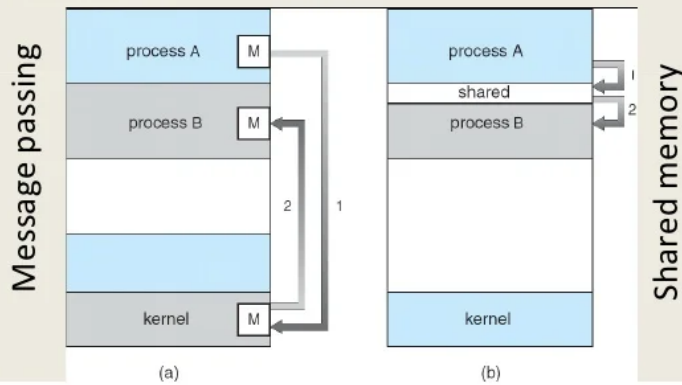 Message passing
process A
M
process B
M
2
1
kernel
M
(a)
process A
1
shared
2
process B
kernel
(b)
Shared memory